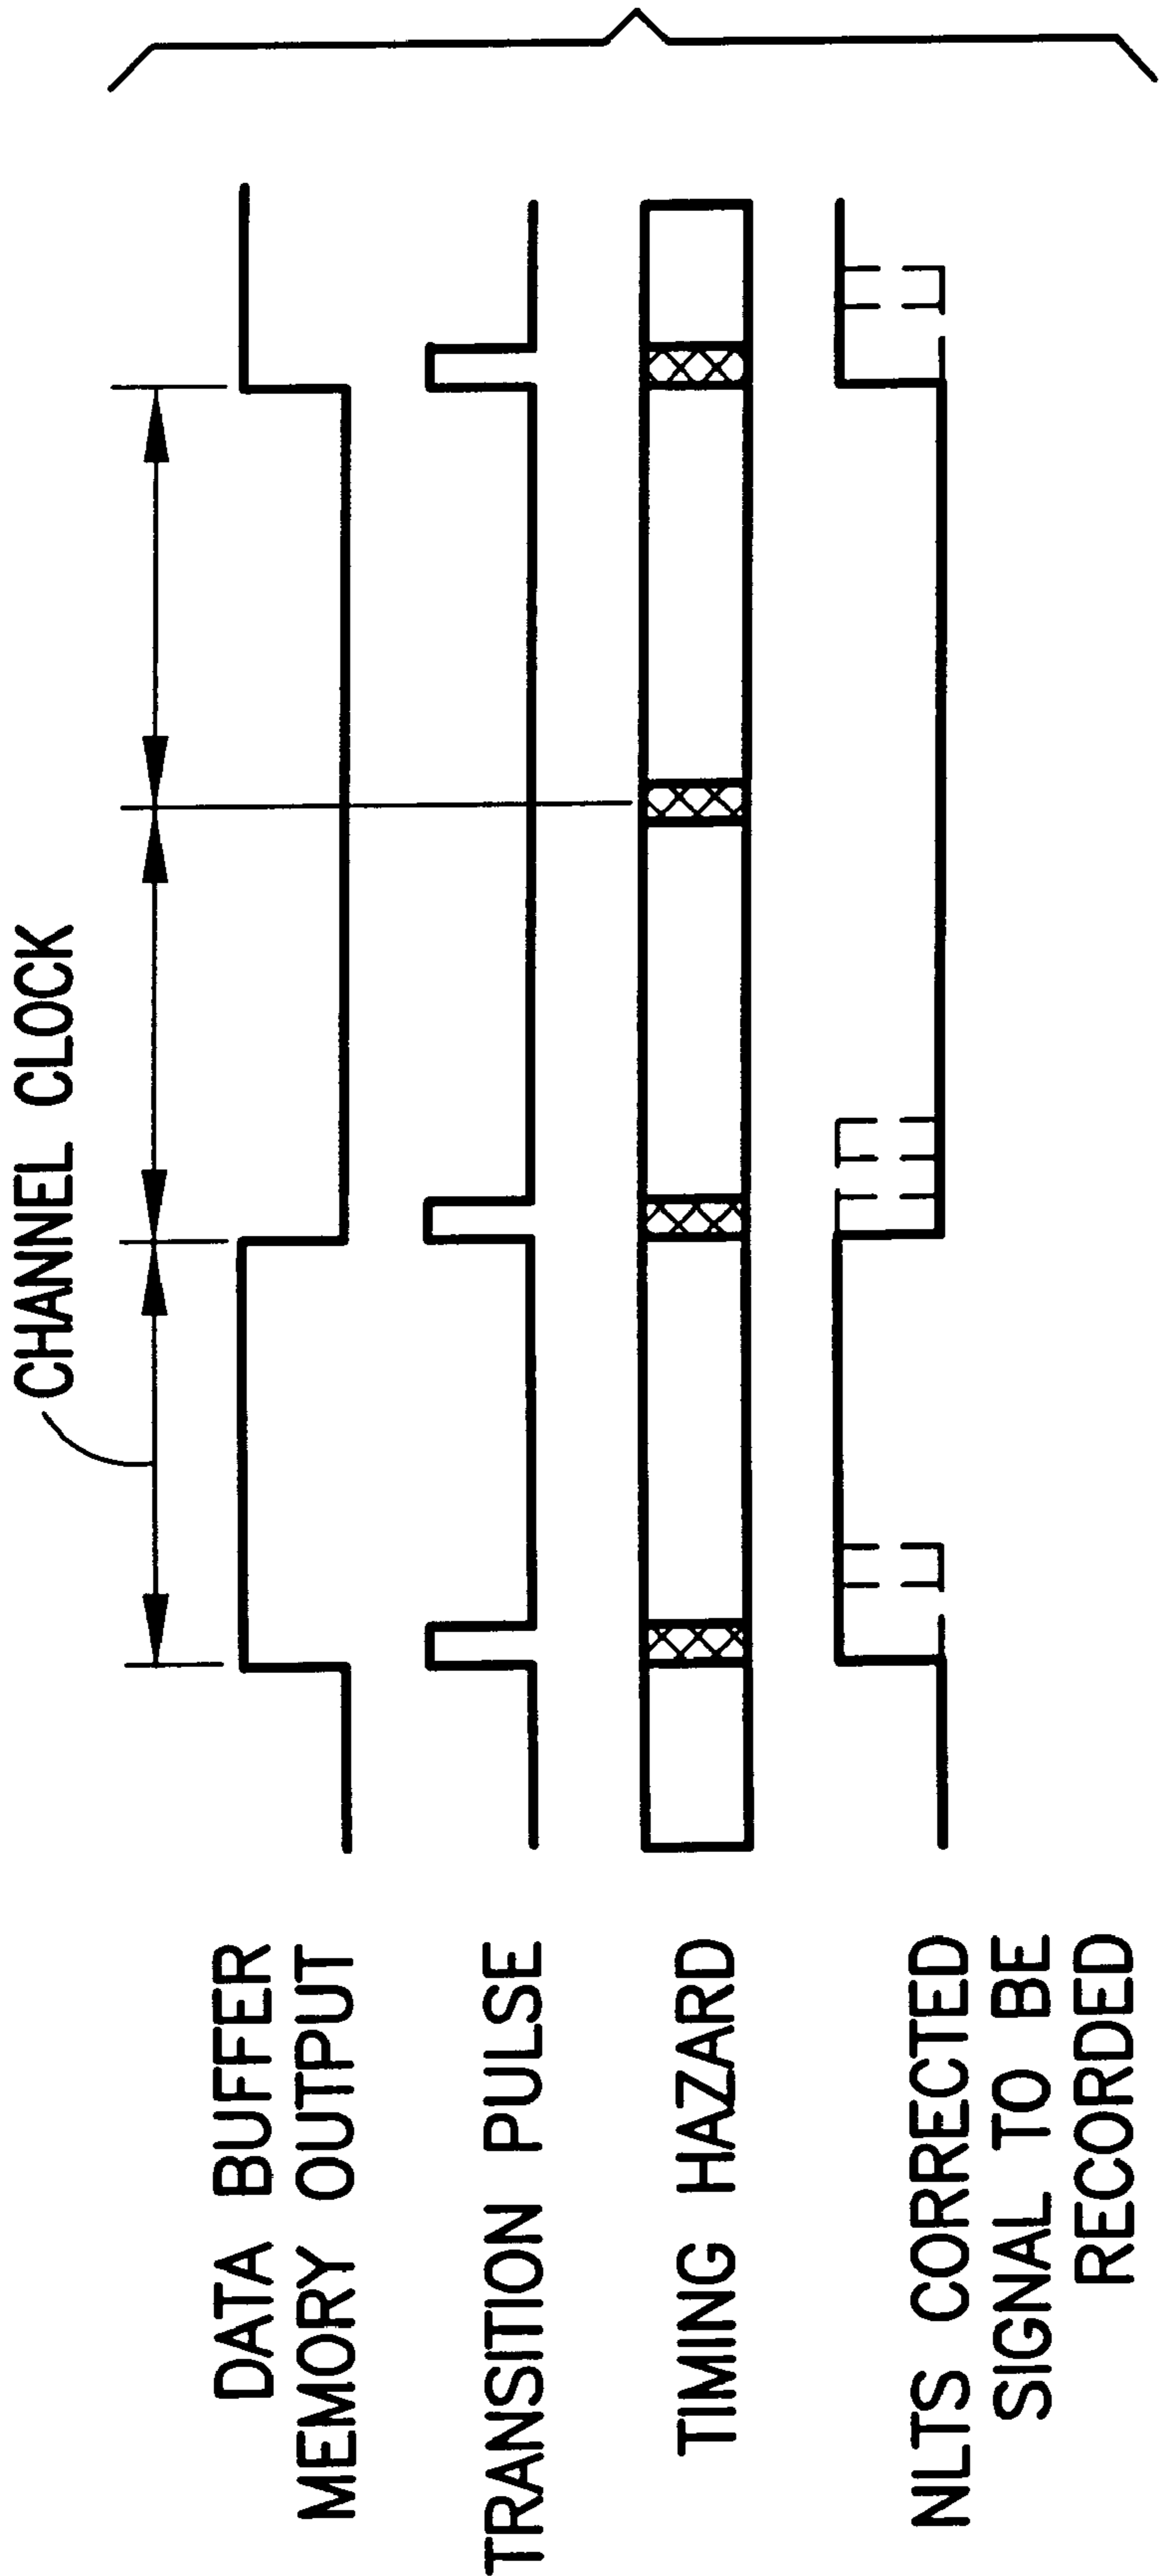 CHANNEL CLOCK
DATA BUFFER
MEMORY OUTPUT
TRANSITION PULSE
TIMING HAZARD
NLTS CORRECTED
SIGNAL TO BE
RECORDED